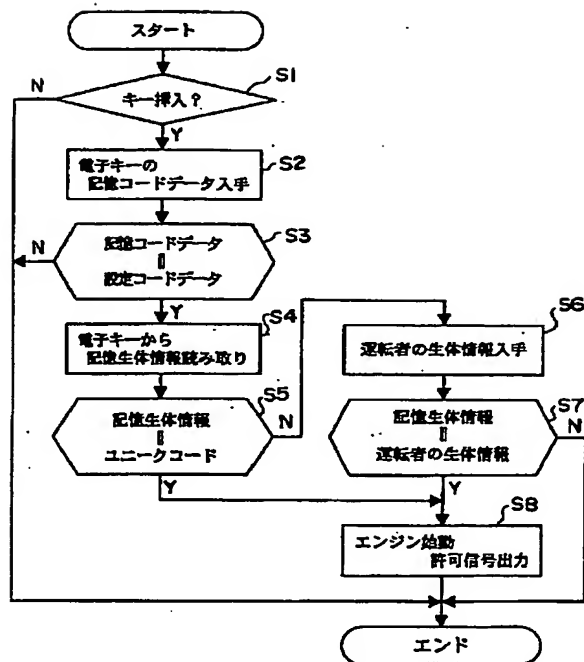 スタート
S1
N
キー挿入?
Y
S2
電子キーの
記憶コードデータ入手
S3
N
記憶コードデータ
||
設定コードデータ
Y
S4
電子キーから
記憶生体情報読み取り
S6
運転者の生体情報入手
S5
記憶生体情報
||
ユニークコード
N
Y
S7
記憶生体情報
||
運転者の生体情報
N
Y
S8
エンジン始動
許可信号出力
エンド